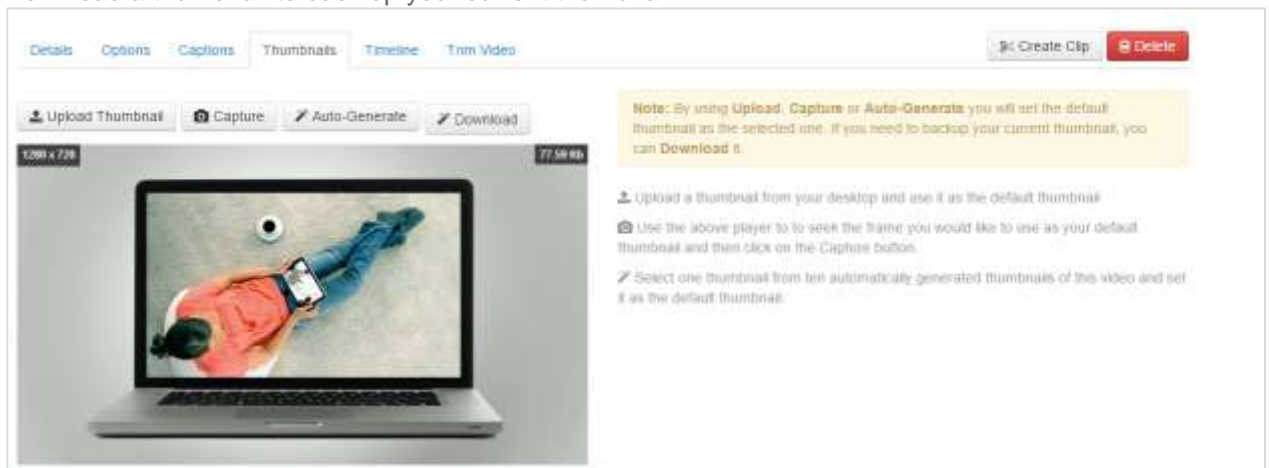 Details Options Captions Thumbnails Timeline Trim Video Create Clip Delete
Upload Thumbnail Capture Auto-Generate Download
1280 x 720 77.59 Kb
Note: By using Upload, Capture or Auto-Generate you will set the default
thumbnail as the selected one. If you need to backup your current thumbnail, you
can Download it.
Upload a thumbnail from your desktop and use it as the default thumbnail
Use the above player to to seek the frame you would like to use as your default
thumbnail and then click on the Capture button.
Select one thumbnail from ten automatically generated thumbnails of this video and set
it as the default thumbnail.